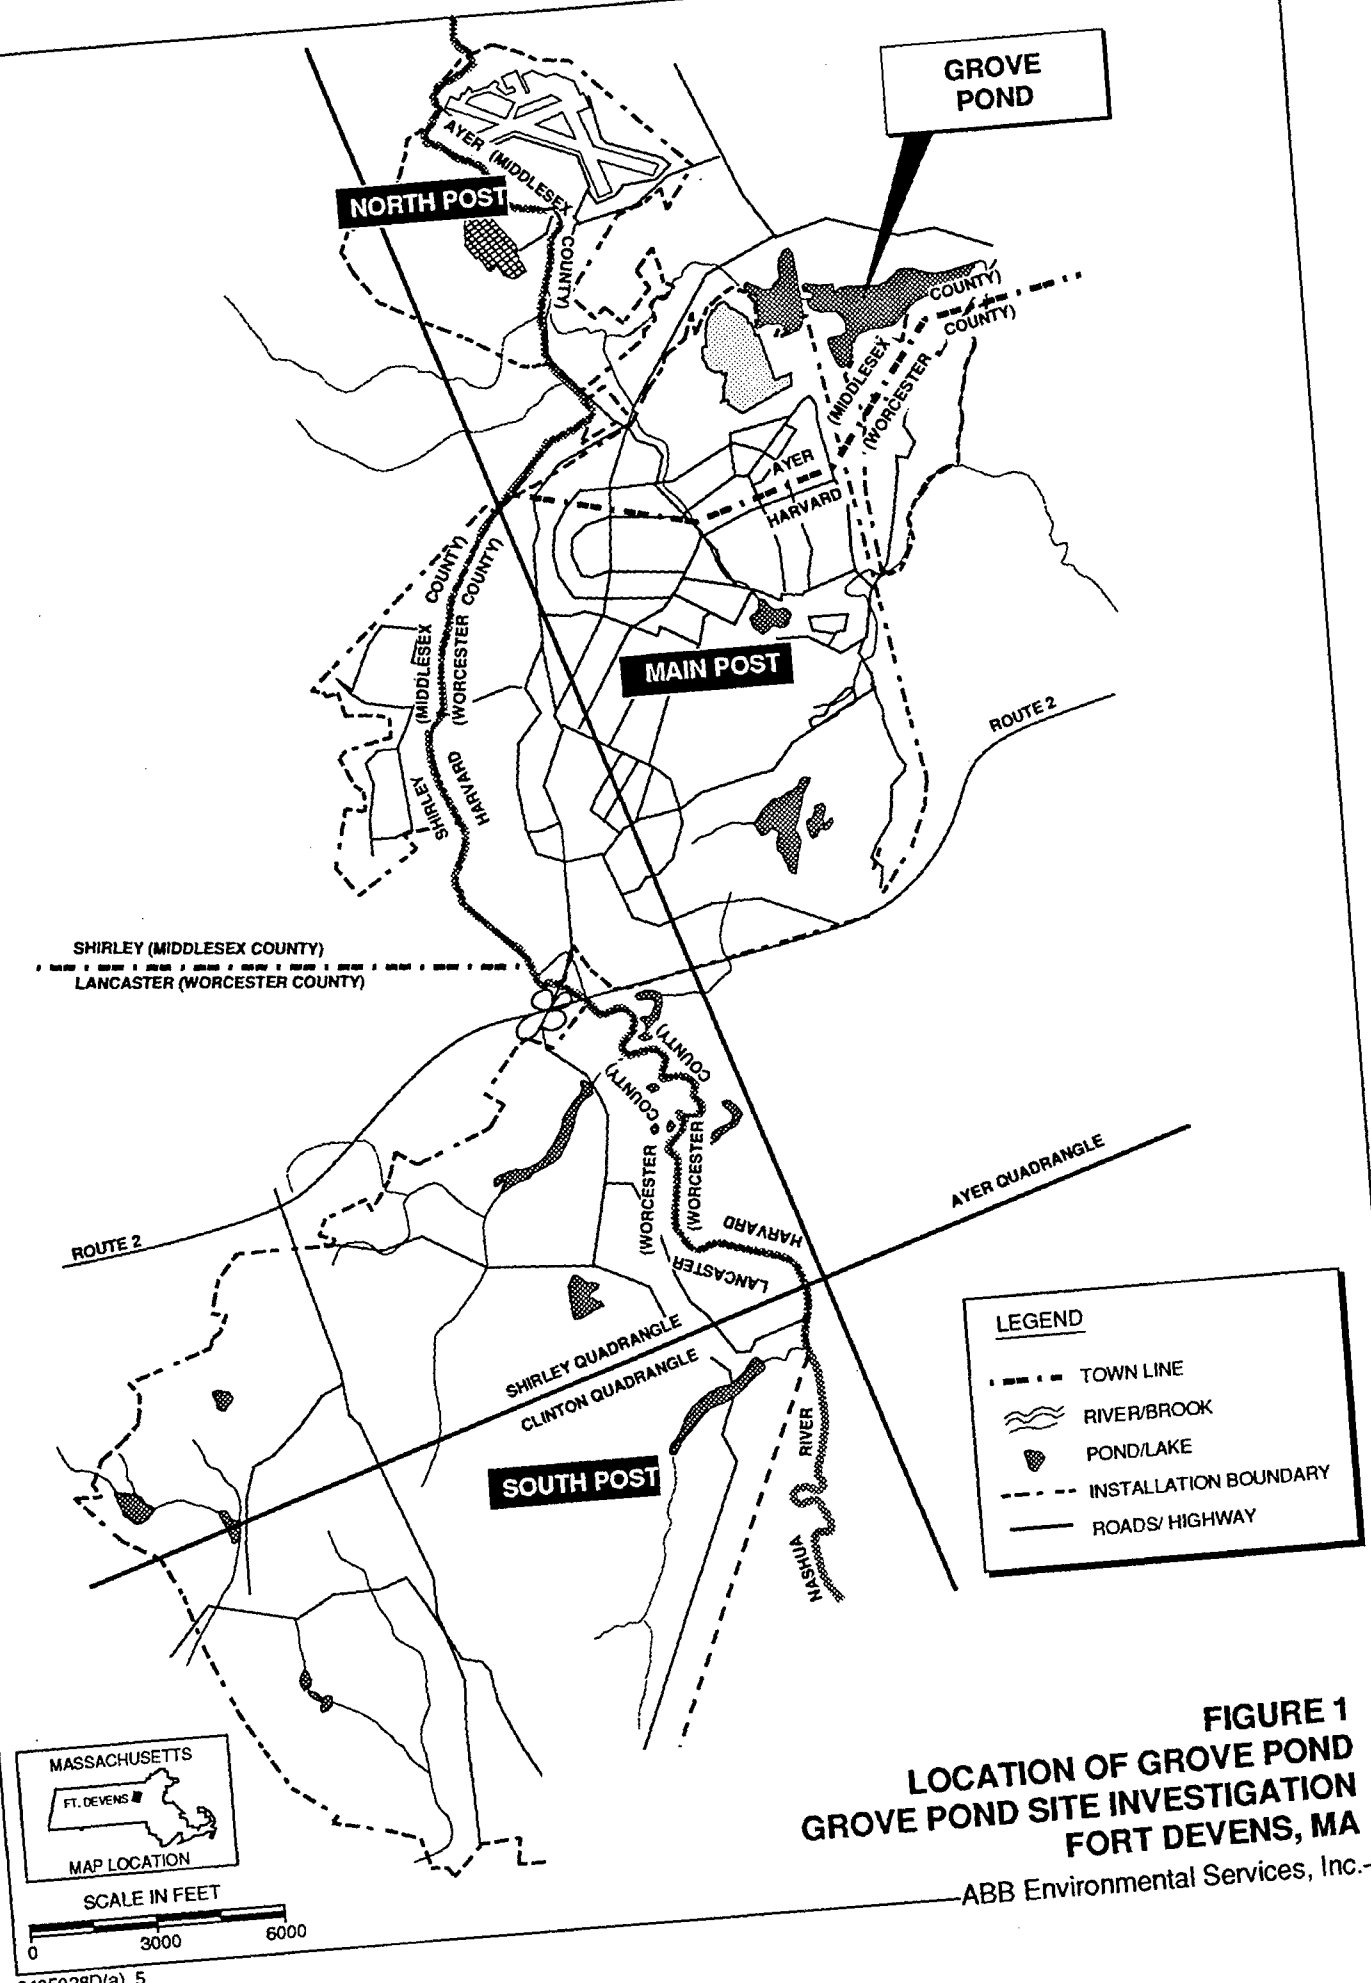 GROVE
POND
AYER (MIDDLESEX
COUNTY)
NORTH POST
COUNTY)
COUNTY)
(MIDDLESEX
(WORCESTER
AYER
HARVARD
COUNTY)
COUNTY)
(MIDDLESEX
(WORCESTER
MAIN POST
ROUTE 2
SHIRLEY
HARVARD
SHIRLEY (MIDDLESEX COUNTY)
LANCASTER (WORCESTER COUNTY)
COUNTY)
COUNTY)
(WORCESTER
(WORCESTER
HARVARD
LANCASTER
AYER QUADRANGLE
ROUTE 2
SHIRLEY QUADRANGLE
CLINTON QUADRANGLE
SOUTH POST
RIVER
NASHUA
LEGEND
TOWN LINE
RIVER/BROOK
POND/LAKE
INSTALLATION BOUNDARY
ROADS/ HIGHWAY
MASSACHUSETTS
FT. DEVENS
MAP LOCATION
SCALE IN FEET
0 3000 6000
FIGURE 1
LOCATION OF GROVE POND
GROVE POND SITE INVESTIGATION
FORT DEVENS, MA
ABB Environmental Services, Inc.